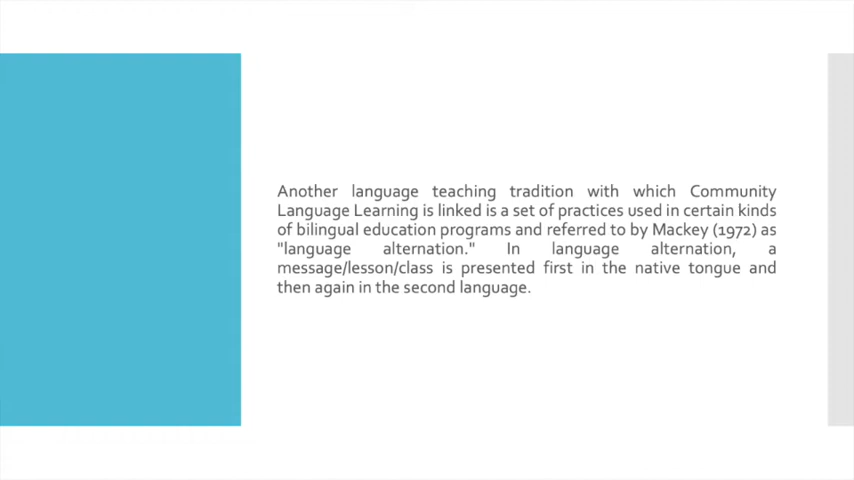 Another language teaching tradition with which Community
Language Learning is linked is a set of practices used in certain kinds
of bilingual education programs and referred to by Mackey (1972) as
"language alternation." In language alternation, a
message/lesson/class is presented first in the native tongue and
then again in the second language.